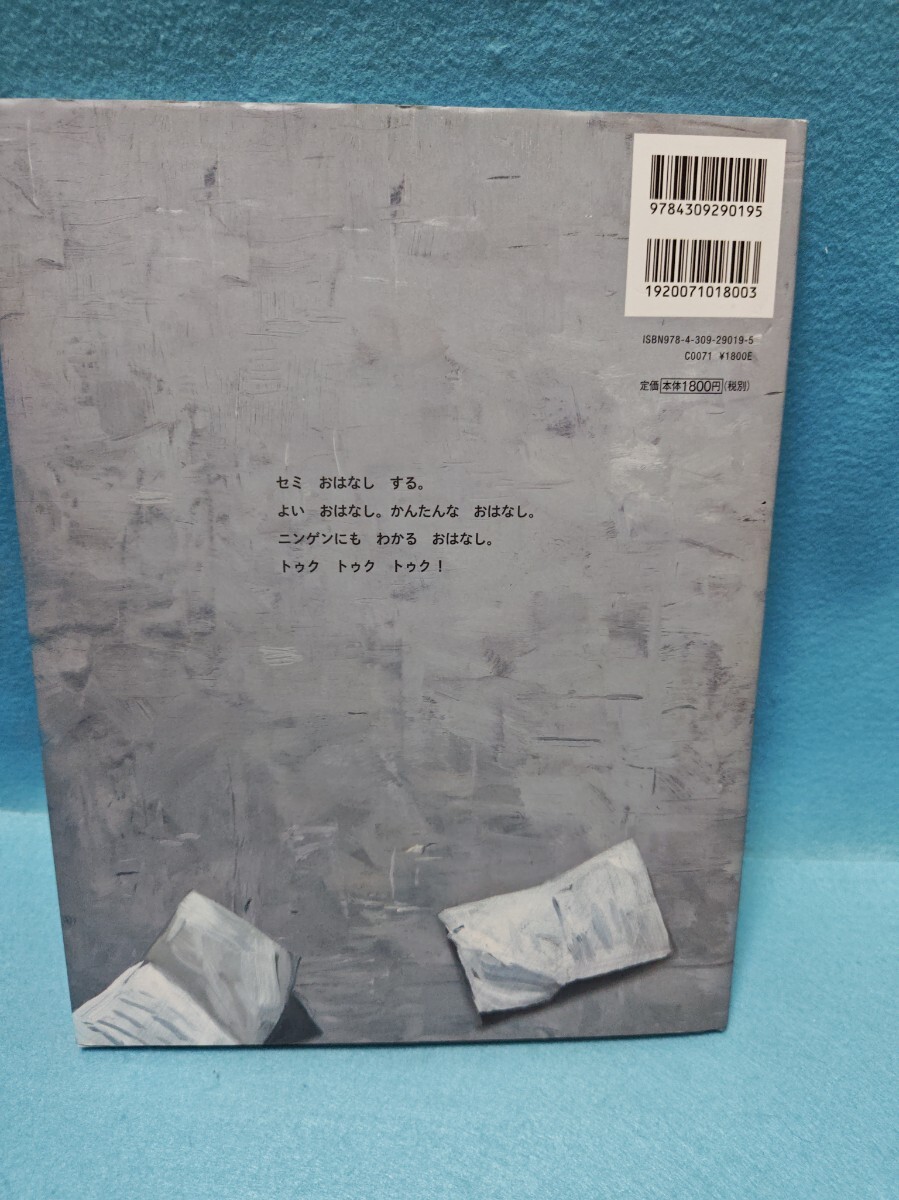 9784309290195
1920071018003
ISBN978-4-309-29019-5
C0071 ¥1800E
定価 本体1800円(税別)
セミ　おはなし　する。
よい　おはなし。かんたんな　おはなし。
ニンゲンにも　わかる　おはなし。
トゥク　トゥク　トゥク！